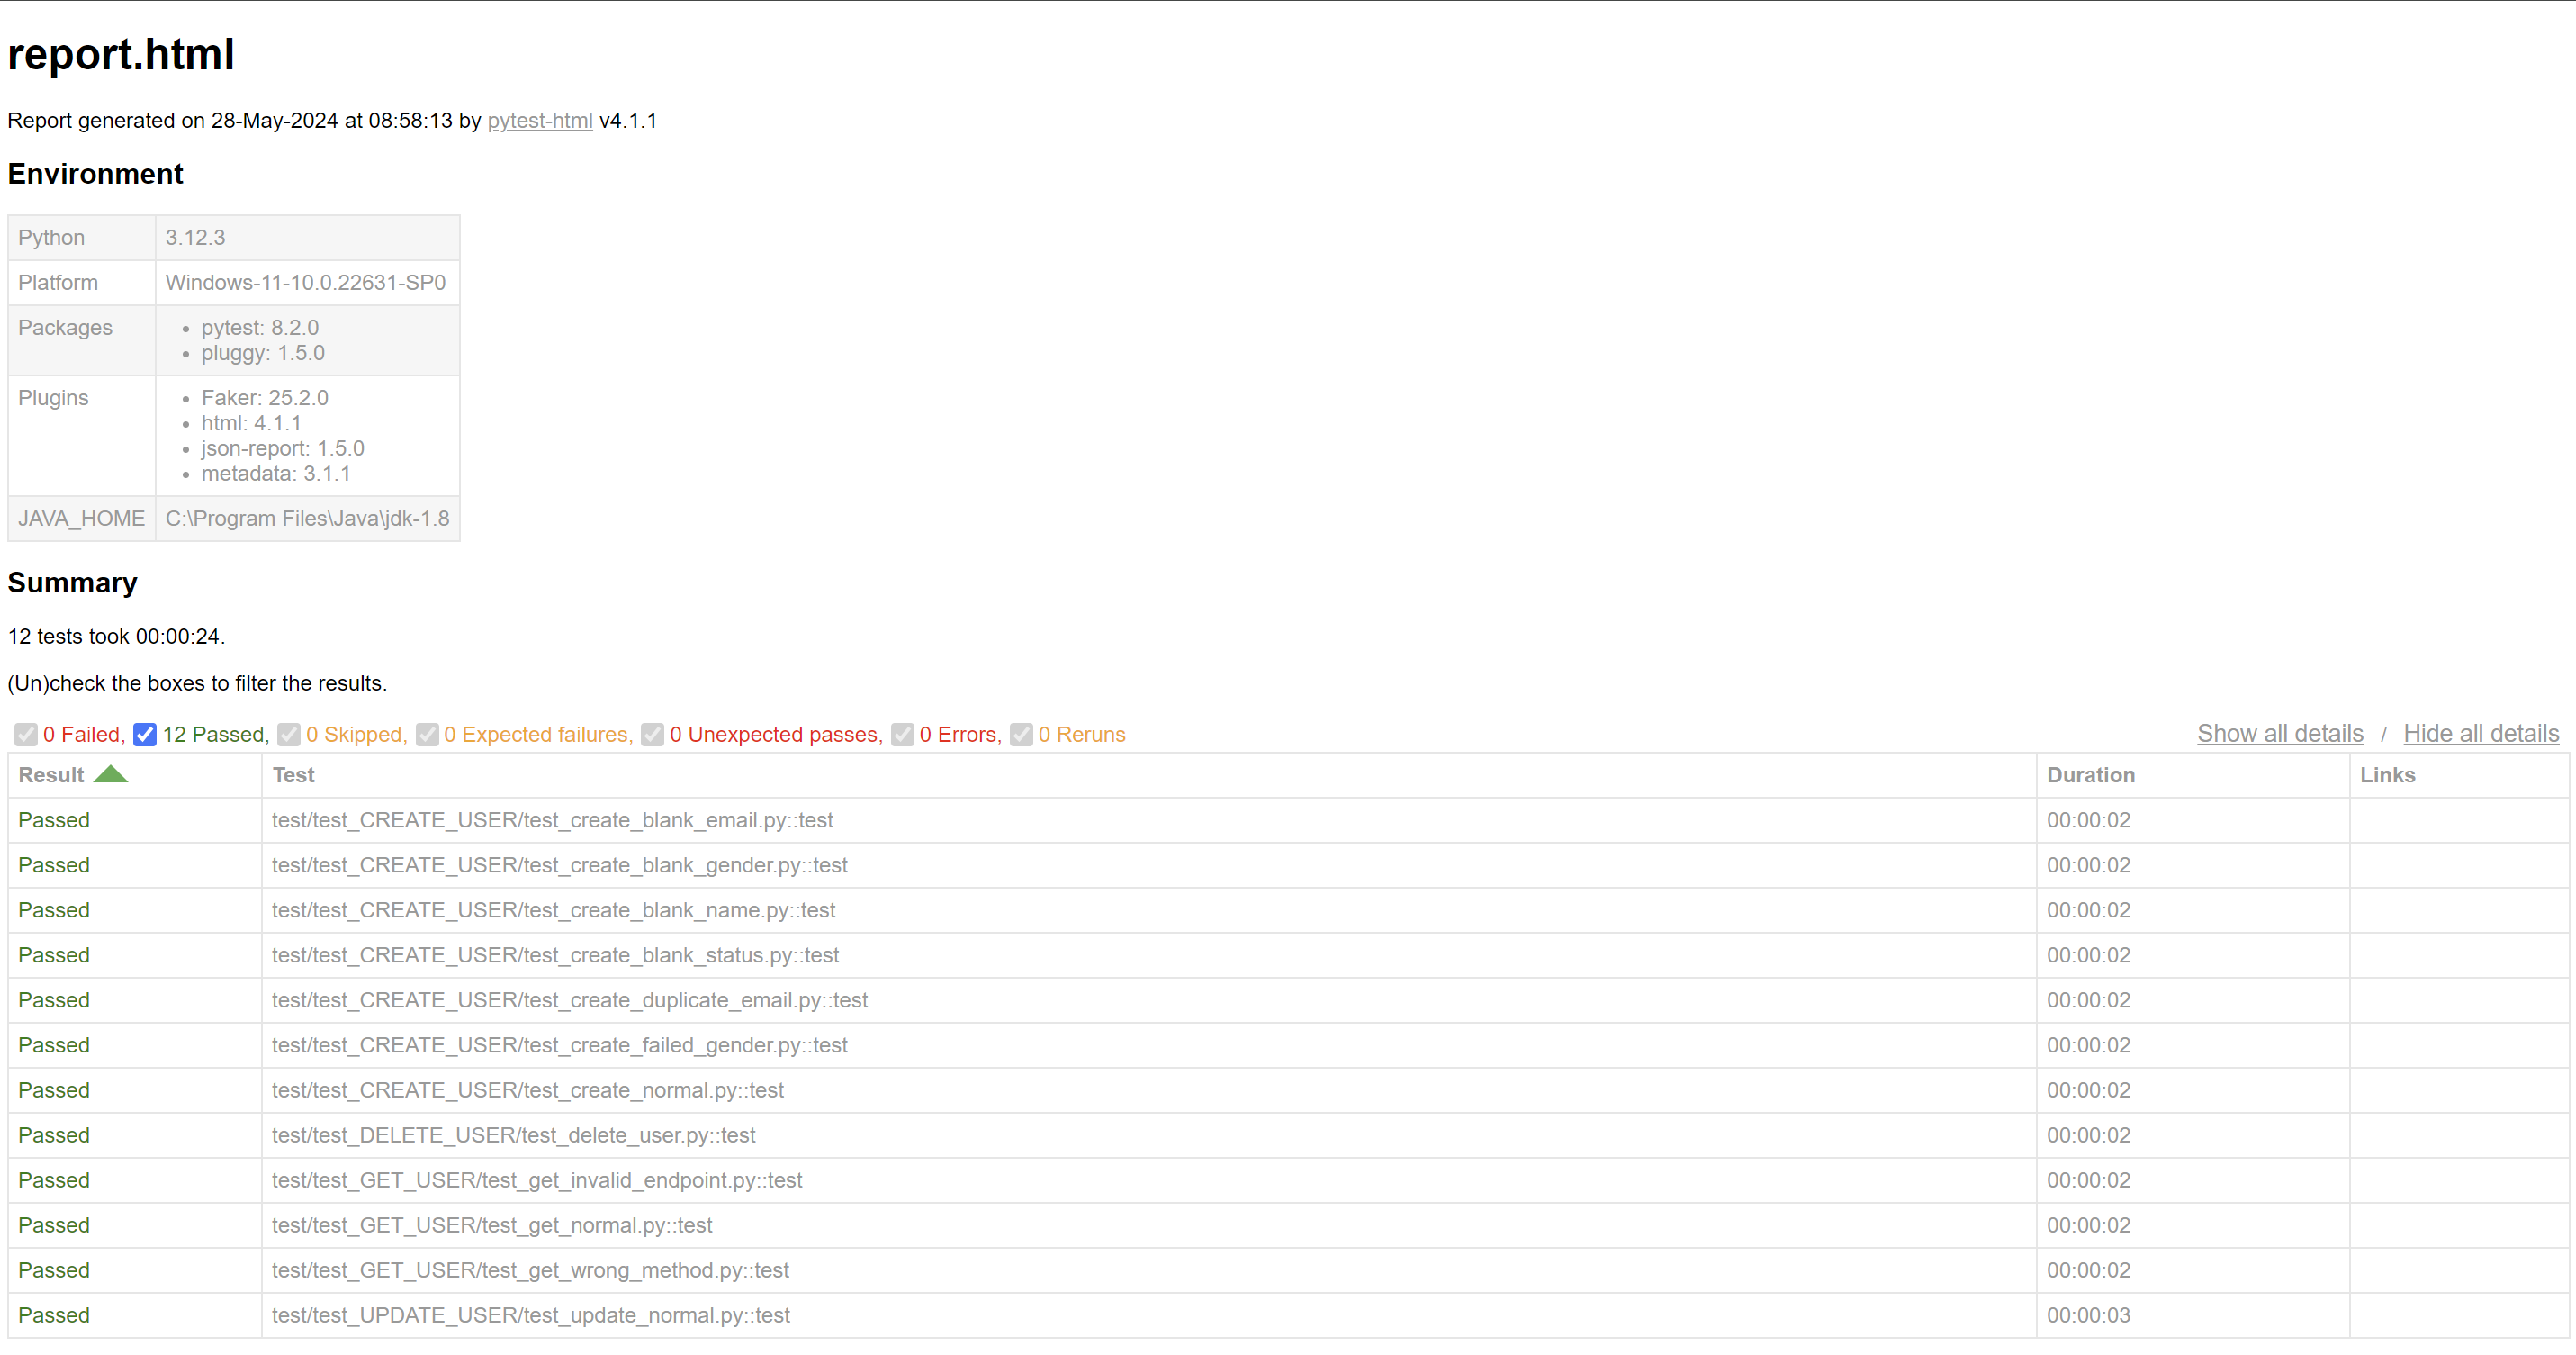 report.html
Report generated on 28-May-2024 at 08:58:13 by pytest-html v4.1.1
Environment
Python 3.12.3
Platform Windows-11-10.0.22631-SP0
Packages pytest: 8.2.0
pluggy: 1.5.0
Plugins Faker: 25.2.0
html: 4.1.1
json-report: 1.5.0
metadata: 3.1.1
JAVA_HOME C:\Program Files\Java\jdk-1.8
Summary
12 tests took 00:00:24.
(Un)check the boxes to filter the results.
0 Failed, 12 Passed, 0 Skipped, 0 Expected failures, 0 Unexpected passes, 0 Errors, 0 Reruns Show all details / Hide all details
Result Test Duration Links
Passed test/test_CREATE_USER/test_create_blank_email.py::test 00:00:02
Passed test/test_CREATE_USER/test_create_blank_gender.py::test 00:00:02
Passed test/test_CREATE_USER/test_create_blank_name.py::test 00:00:02
Passed test/test_CREATE_USER/test_create_blank_status.py::test 00:00:02
Passed test/test_CREATE_USER/test_create_duplicate_email.py::test 00:00:02
Passed test/test_CREATE_USER/test_create_failed_gender.py::test 00:00:02
Passed test/test_CREATE_USER/test_create_normal.py::test 00:00:02
Passed test/test_DELETE_USER/test_delete_user.py::test 00:00:02
Passed test/test_GET_USER/test_get_invalid_endpoint.py::test 00:00:02
Passed test/test_GET_USER/test_get_normal.py::test 00:00:02
Passed test/test_GET_USER/test_get_wrong_method.py::test 00:00:02
Passed test/test_UPDATE_USER/test_update_normal.py::test 00:00:03